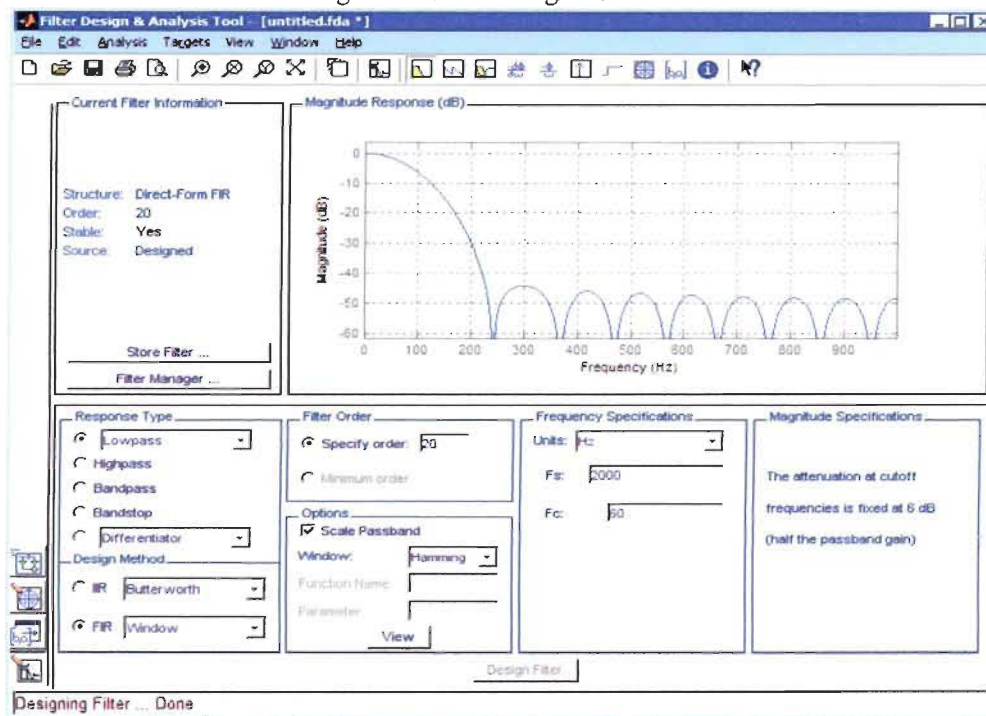 Filter Design & Analysis Tool - [untitled.fda *]
File Edit Analysis Targets View Window Help
Current Filter Information
Structure: Direct-Form FIR
Order: 20
Stable: Yes
Source: Designed
Store Filter ...
Filter Manager ...
Magnitude Response (dB)
Magnitude (dB)
0
-10
-20
-30
-40
-50
-60
0 100 200 300 400 500 600 700 800 900
Frequency (Hz)
Response Type
Lowpass
Highpass
Bandpass
Bandstop
Differentiator
Design Method
IIR Butterworth
FIR Window
Filter Order
Specify order: 20
Minimum order
Options
Scale Passband
Window: Hamming
Function Name:
Parameter:
View
Frequency Specifications
Units: Hz
Fs: 2000
Fc: 60
Magnitude Specifications
The attenuation at cutoff
frequencies is fixed at 6 dB
(half the passband gain)
Design Filter
Designing Filter ... Done